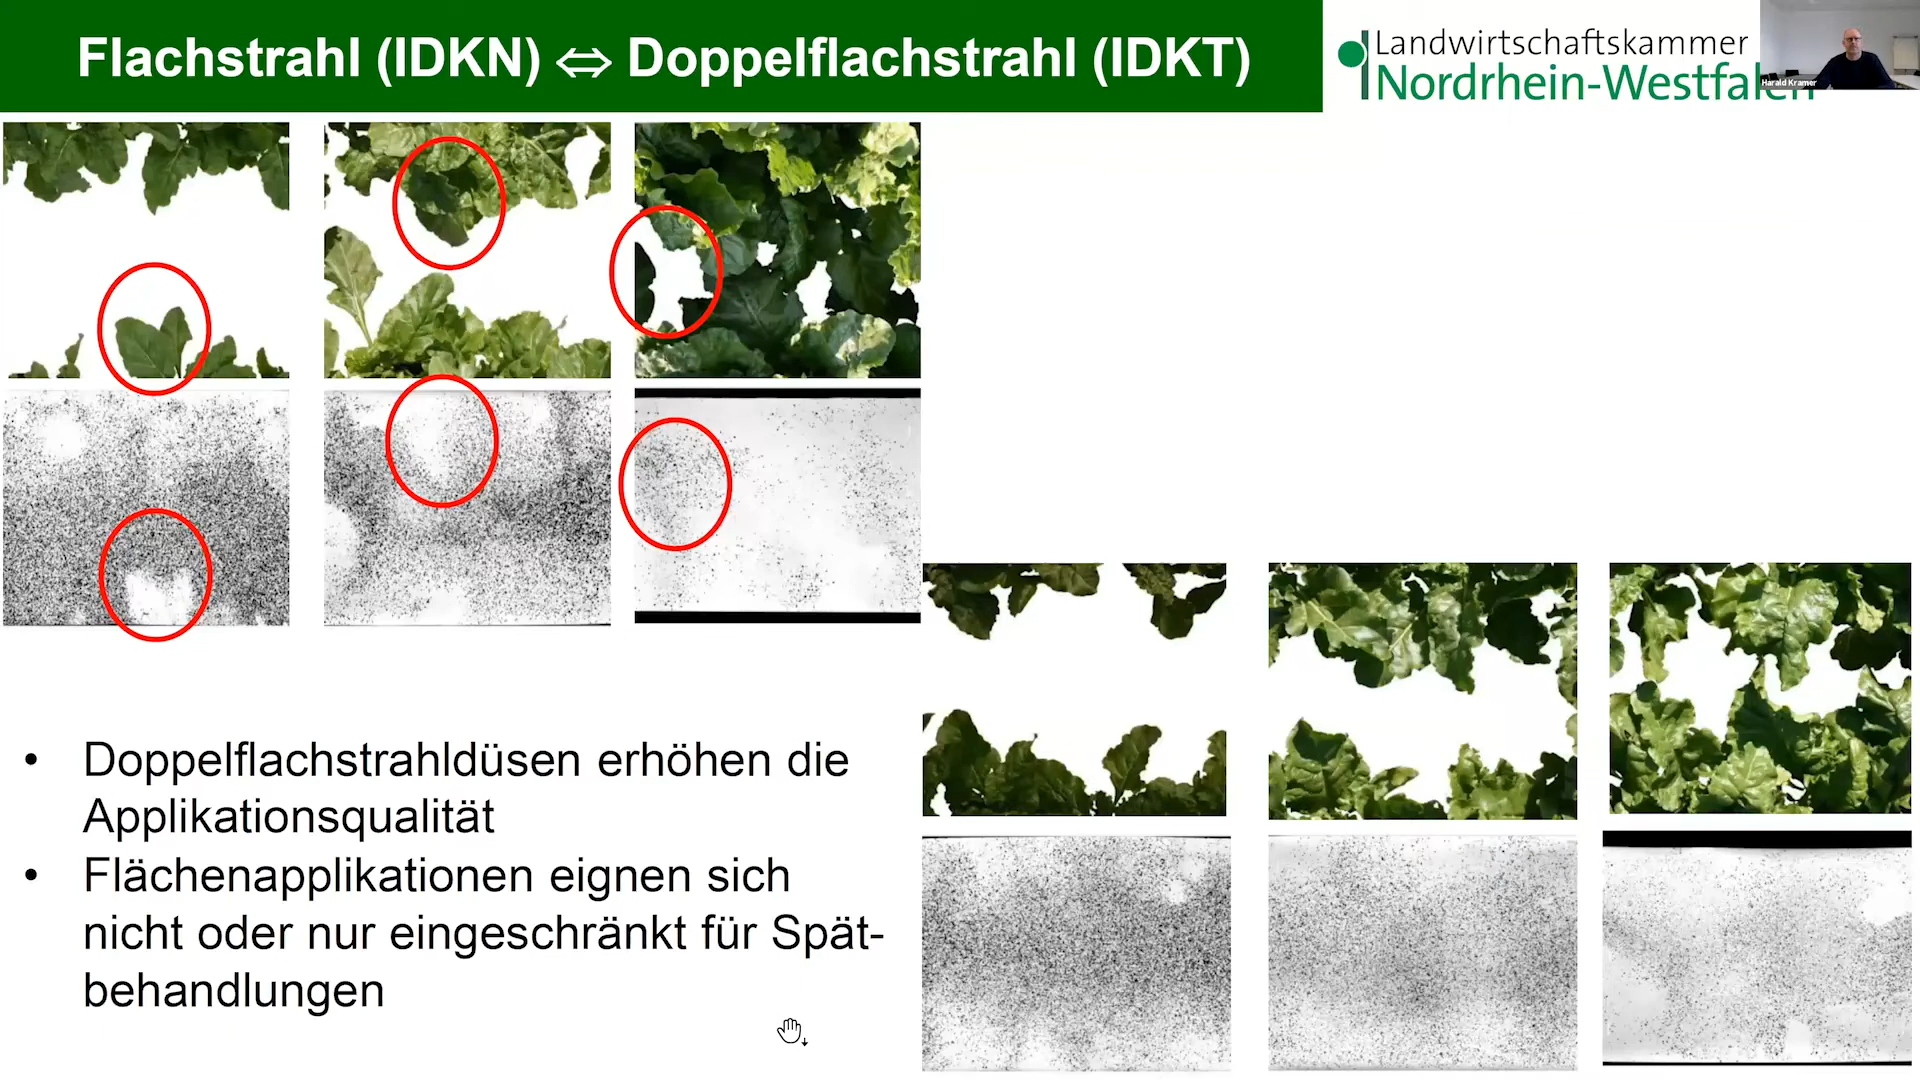 Flachstrahl (IDKN) ⇔ Doppelflachstrahl (IDKT)
Landwirtschaftskammer
Nordrhein-Westfalen
Harald Kramer
• Doppelflachstrahldüsen erhöhen die
Applikationsqualität
• Flächenapplikationen eignen sich
nicht oder nur eingeschränkt für Spät-
behandlungen